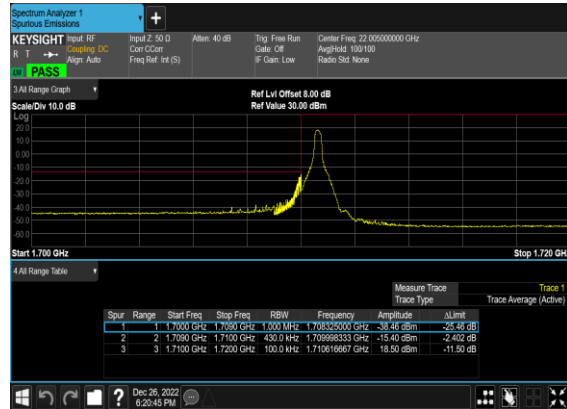 Spectrum Analyzer 1
Spurious Emissions
+
KEYSIGHT Input: RF Input Z: 50 Ω Atten: 40 dB Trig: Free Run Center Freq: 22.005000000 GHz
R T Coupling: DC Corr CCorr Gate: Off Avg|Hold: 100/100
Align: Auto Freq Ref: Int (S) IF Gain: Low Radio Std: None
PASS
3 All Range Graph
Ref Lvl Offset 8.00 dB
Scale/Div 10.0 dB Ref Value 30.00 dBm
Log
20.0
10.0
0.00
-10.0
-20.0
-30.0
-40.0
-50.0
-60.0
Start 1.700 GHz Stop 1.720 GH
4 All Range Table
Measure Trace Trace 1
Trace Type Trace Average (Active)
Spur Range Start Freq Stop Freq RBW Frequency Amplitude ΔLimit
1 1 1.7000 GHz 1.7090 GHz 1.000 MHz 1.708325000 GHz -38.46 dBm -25.46 dB
2 2 1.7090 GHz 1.7100 GHz 430.0 kHz 1.709998333 GHz -15.40 dBm -2.402 dB
3 3 1.7100 GHz 1.7200 GHz 100.0 kHz 1.710616667 GHz 18.50 dBm -11.50 dB
? Dec 26, 2022
6:20:45 PM